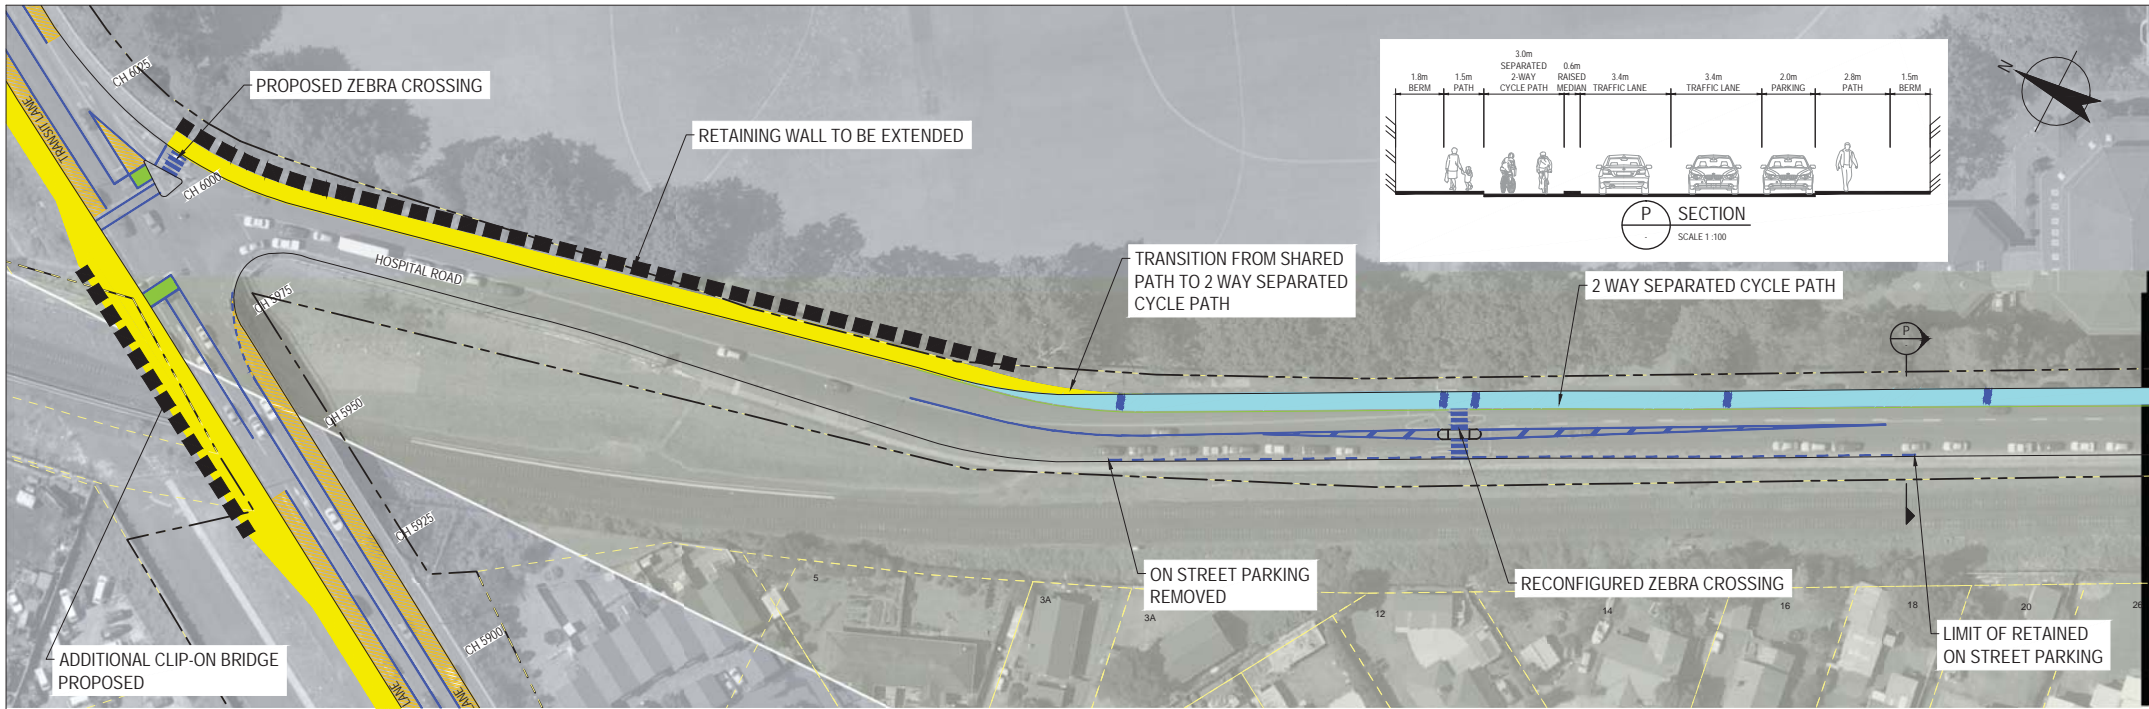 PROPOSED ZEBRA CROSSING
RETAINING WALL TO BE EXTENDED
TRANSITION FROM SHARED
PATH TO 2 WAY SEPARATED
CYCLE PATH
2 WAY SEPARATED CYCLE PATH
3.0m
SEPARATED
2-WAY
CYCLE PATH
0.6m
RAISED
MEDIAN
1.8m
BERM
1.5m
PATH
3.4m
TRAFFIC LANE
3.4m
TRAFFIC LANE
2.0m
PARKING
2.8m
PATH
1.5m
BERM
P
-
SECTION
SCALE 1 :100
N
P
-
TRANSIT LANE
CH 6025
CH 6000
HOSPITAL ROAD
CH 5975
CH 5950
CH 5925
CH 5900
LANE
LANE
ADDITIONAL CLIP-ON BRIDGE
PROPOSED
ON STREET PARKING
REMOVED
RECONFIGURED ZEBRA CROSSING
LIMIT OF RETAINED
ON STREET PARKING
5
3A
3A
12
14
16
18
20
26